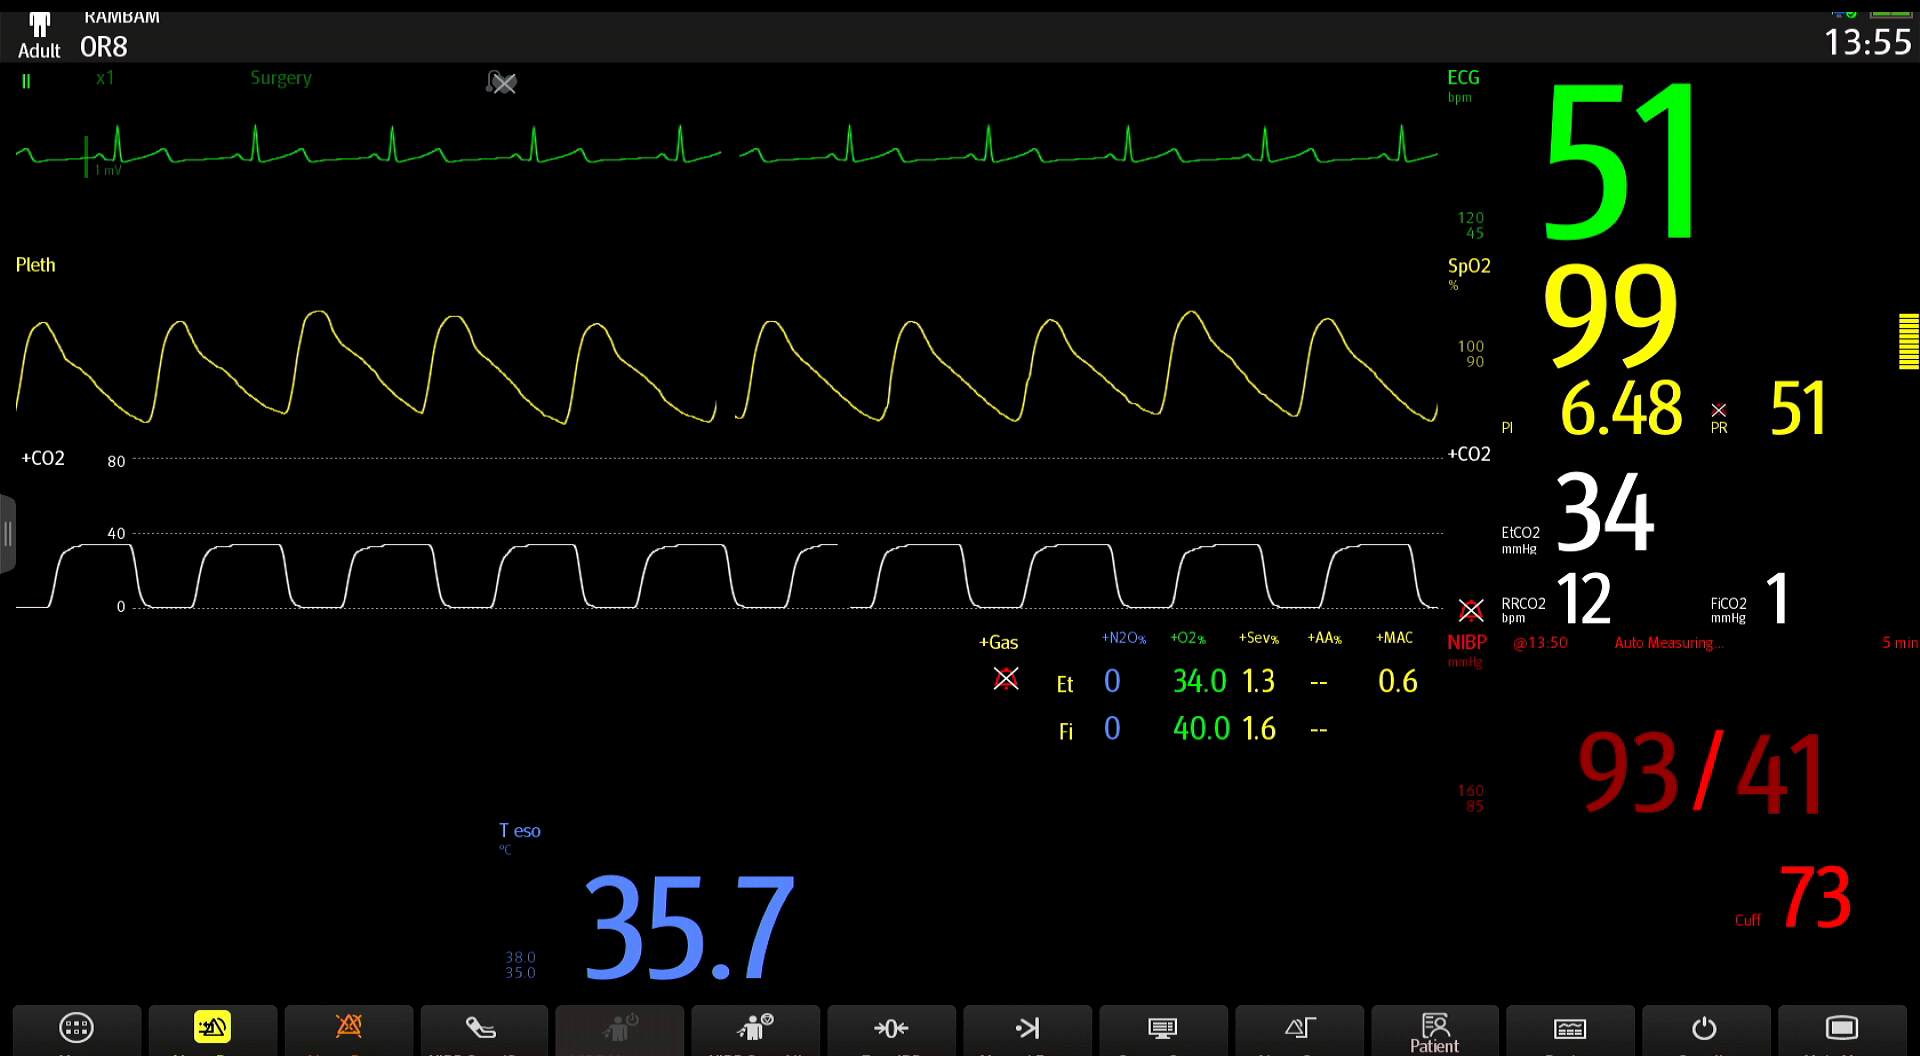 RAMBAM
Adult OR8
13:55
II x1 Surgery
1 mV
ECG
bpm
51
120
45
Pleth
SpO2
%
99
100
90
PI 6.48 PR 51
+CO2 80
40
0
+CO2
EtCO2
mmHg
34
RRCO2
bpm
12
FiCO2
mmHg
1
+Gas +N2O% +O2% +Sev% +AA% +MAC
Et 0 34.0 1.3 -- 0.6
Fi 0 40.0 1.6 --
NIBP @13:50 Auto Measuring... 5 min
mmHg
93/41
160
85
Cuff 73
T eso
°C
35.7
38.0
35.0
Patient